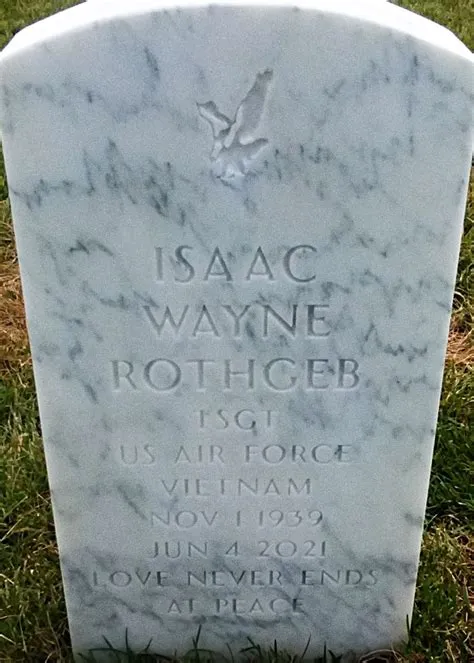 ISAAC
WAYNE
ROTHGEB
TSGT
US AIR FORCE
VIETNAM
NOV 1 1939
JUN 4 2021
LOVE NEVER ENDS
AT PEACE